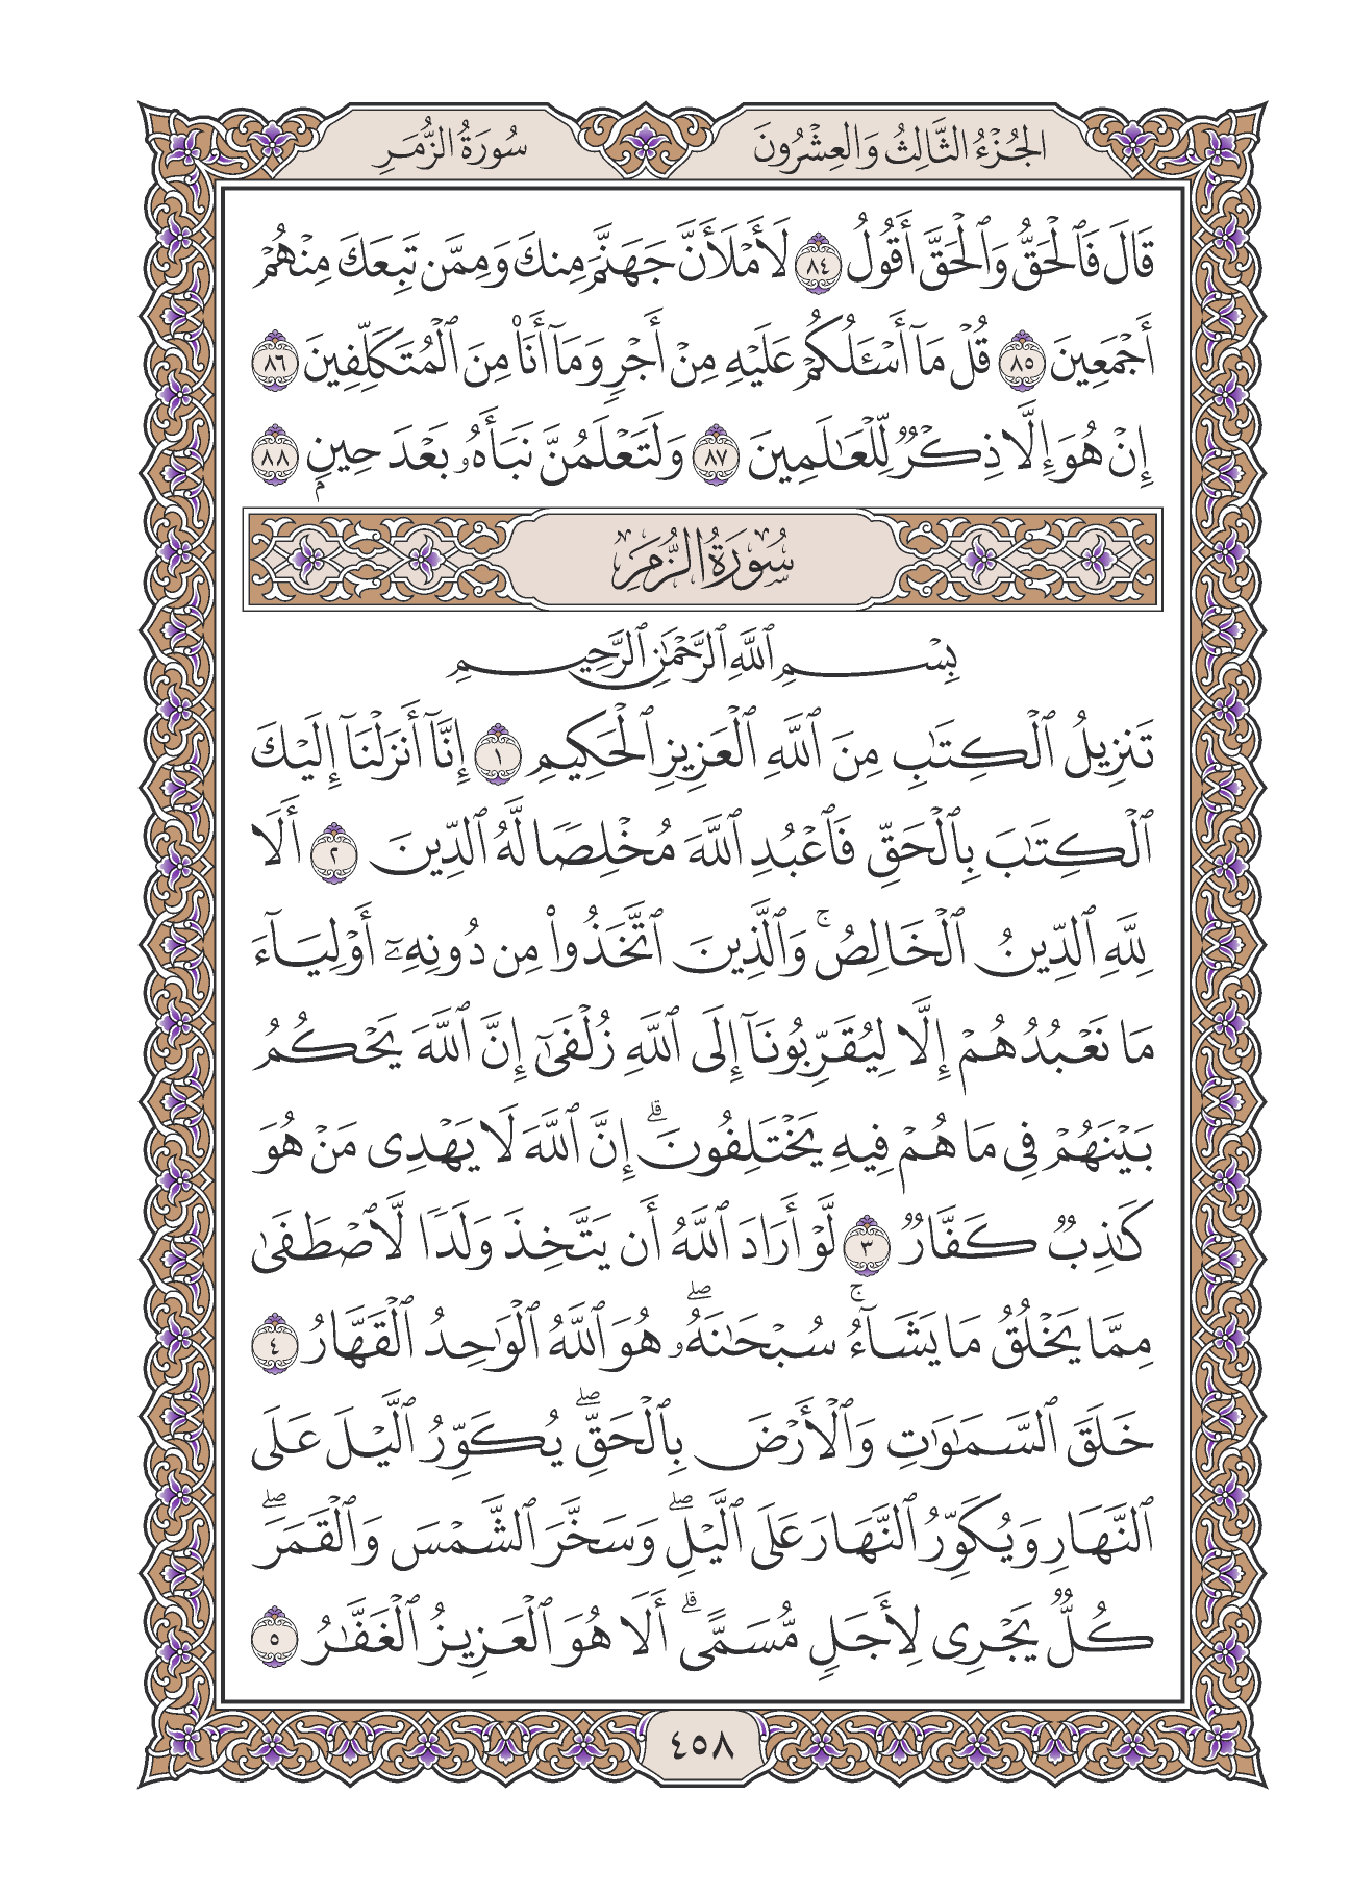 الجُزْءُ الثَّالِثُ وَالعِشْرُونَ
سُورَةُ الزُّمَرِ
قَالَ فَٱلْحَقُّ وَٱلْحَقَّ أَقُولُ ٨٤ لَأَمْلَأَنَّ جَهَنَّمَ مِنكَ وَمِمَّن تَبِعَكَ مِنْهُمْ
أَجْمَعِينَ ٨٥ قُلْ مَآ أَسْـَٔلُكُمْ عَلَيْهِ مِنْ أَجْرٍ وَمَآ أَنَا۠ مِنَ ٱلْمُتَكَلِّفِينَ ٨٦
إِنْ هُوَ إِلَّا ذِكْرٌ لِّلْعَـٰلَمِينَ ٨٧ وَلَتَعْلَمُنَّ نَبَأَهُۥ بَعْدَ حِينٍۭ ٨٨
سُورَةُ الزُّمَرِ
بِسْمِ ٱللَّهِ ٱلرَّحْمَـٰنِ ٱلرَّحِيمِ
تَنزِيلُ ٱلْكِتَـٰبِ مِنَ ٱللَّهِ ٱلْعَزِيزِ ٱلْحَكِيمِ ١ إِنَّآ أَنزَلْنَآ إِلَيْكَ
ٱلْكِتَـٰبَ بِٱلْحَقِّ فَٱعْبُدِ ٱللَّهَ مُخْلِصًا لَّهُ ٱلدِّينَ ٢ أَلَا
لِلَّهِ ٱلدِّينُ ٱلْخَالِصُ ۚ وَٱلَّذِينَ ٱتَّخَذُوا۟ مِن دُونِهِۦٓ أَوْلِيَآءَ
مَا نَعْبُدُهُمْ إِلَّا لِيُقَرِّبُونَآ إِلَى ٱللَّهِ زُلْفَىٰٓ إِنَّ ٱللَّهَ يَحْكُمُ
بَيْنَهُمْ فِى مَا هُمْ فِيهِ يَخْتَلِفُونَ ۗ إِنَّ ٱللَّهَ لَا يَهْدِى مَنْ هُوَ
كَـٰذِبٌ كَفَّارٌ ٣ لَّوْ أَرَادَ ٱللَّهُ أَن يَتَّخِذَ وَلَدًا لَّٱصْطَفَىٰ
مِمَّا يَخْلُقُ مَا يَشَآءُ ۚ سُبْحَـٰنَهُۥ ۖ هُوَ ٱللَّهُ ٱلْوَٰحِدُ ٱلْقَهَّارُ ٤
خَلَقَ ٱلسَّمَـٰوَٰتِ وَٱلْأَرْضَ بِٱلْحَقِّ ۖ يُكَوِّرُ ٱلَّيْلَ عَلَى
ٱلنَّهَارِ وَيُكَوِّرُ ٱلنَّهَارَ عَلَى ٱلَّيْلِ ۖ وَسَخَّرَ ٱلشَّمْسَ وَٱلْقَمَرَ ۖ
كُلٌّ يَجْرِى لِأَجَلٍ مُّسَمًّى ۗ أَلَا هُوَ ٱلْعَزِيزُ ٱلْغَفَّـٰرُ ٥
٤٥٨